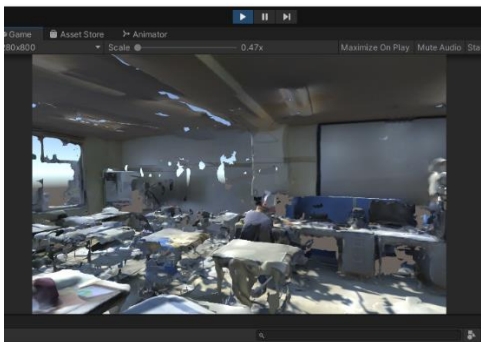 Game Asset Store Animator
280x800 Scale 0.47x Maximize On Play Mute Audio Sta